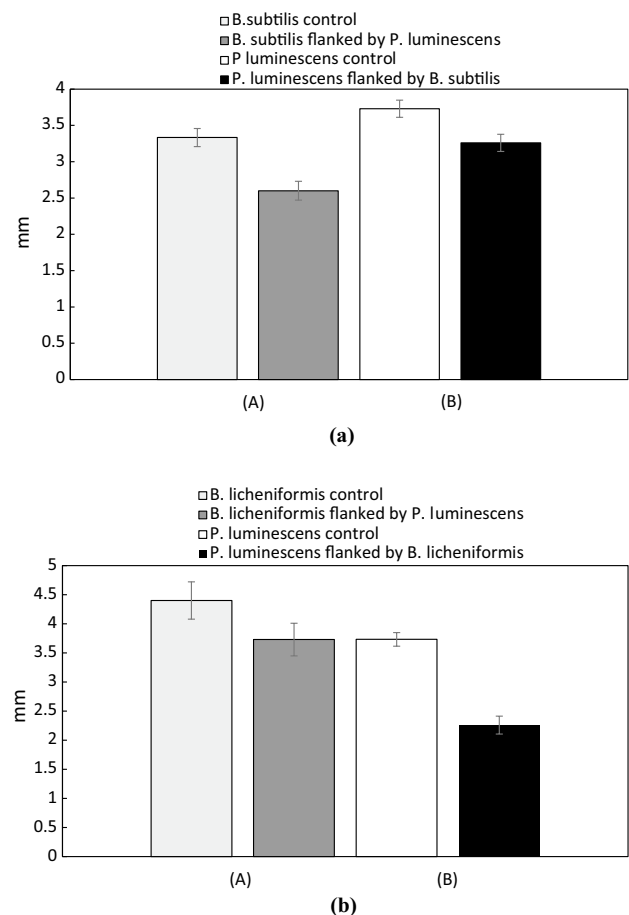 B.subtilis control
B. subtilis flanked by P. luminescens
P luminescens control
P. luminescens flanked by B. subtilis
4
3.5
3
2.5
2
1.5
1
0.5
0
mm
(A) (B)
(a)
B. licheniformis control
B. licheniformis flanked by P. luminescens
P. luminescens control
P. luminescens flanked by B. licheniformis
5
4.5
4
3.5
3
2.5
2
1.5
1
0.5
0
mm
(A) (B)
(b)